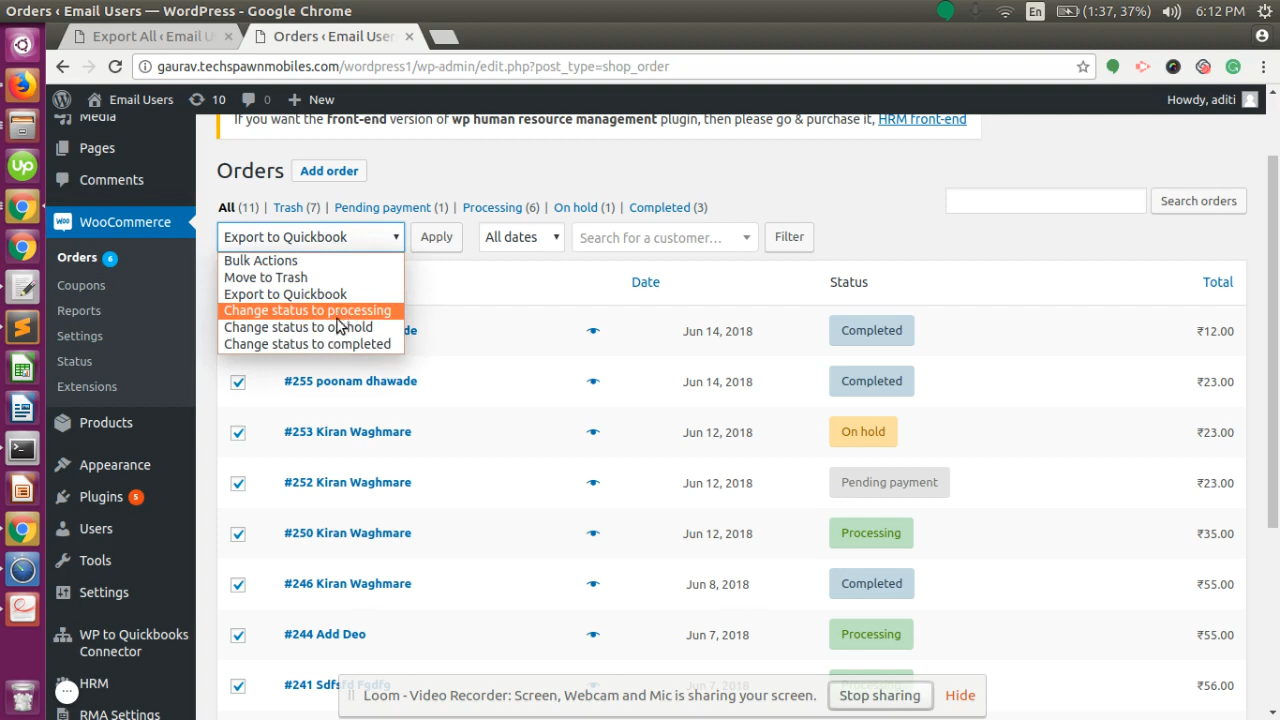 Orders ‹ Email Users — WordPress - Google Chrome
En
(1:37, 37%)
6:12 PM
Export All ‹ Email U
Orders ‹ Email User
gaurav.techspawnmobiles.com/wordpress1/wp-admin/edit.php?post_type=shop_order
Email Users
10
0
New
Howdy, aditi
Media
Pages
Comments
WooCommerce
Orders 6
Coupons
Reports
Settings
Status
Extensions
Products
Appearance
Plugins 5
Users
Tools
Settings
WP to Quickbooks
Connector
HRM
RMA Settings
If you want the front-end version of wp human resource management plugin, then please go & purchase it, HRM front-end
Orders
Add order
All (11) | Trash (7) | Pending payment (1) | Processing (6) | On hold (1) | Completed (3)
Search orders
Export to Quickbook
Apply
All dates
Search for a customer…
Filter
Bulk Actions
Move to Trash
Export to Quickbook
Change status to processing
Change status to on-hold
Change status to completed
Date Status Total
de Jun 14, 2018 Completed ₹12.00
#255 poonam dhawade Jun 14, 2018 Completed ₹23.00
#253 Kiran Waghmare Jun 12, 2018 On hold ₹23.00
#252 Kiran Waghmare Jun 12, 2018 Pending payment ₹23.00
#250 Kiran Waghmare Jun 12, 2018 Processing ₹35.00
#246 Kiran Waghmare Jun 8, 2018 Completed ₹55.00
#244 Add Deo Jun 7, 2018 Processing ₹55.00
#241 Sdfsfd Jun 7, 2018 ₹56.00
Loom - Video Recorder: Screen, Webcam and Mic is sharing your screen.
Stop sharing
Hide